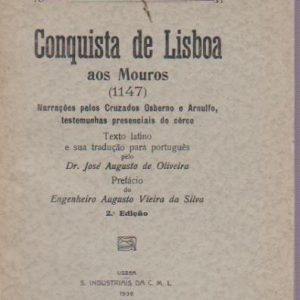 Conquista de Lisboa
aos Mouros
(1147)
Narrações pelos Cruzados Osberno e Arnulfo,
testemunhas presenciais do cêrco
Texto latino
e sua tradução para português
pelo
Dr. José Augusto de Oliveira
Prefácio
do
Engenheiro Augusto Vieira da Silva
2.ª Edição
LISBOA
S. INDUSTRIAIS DA C. M. L.
1936